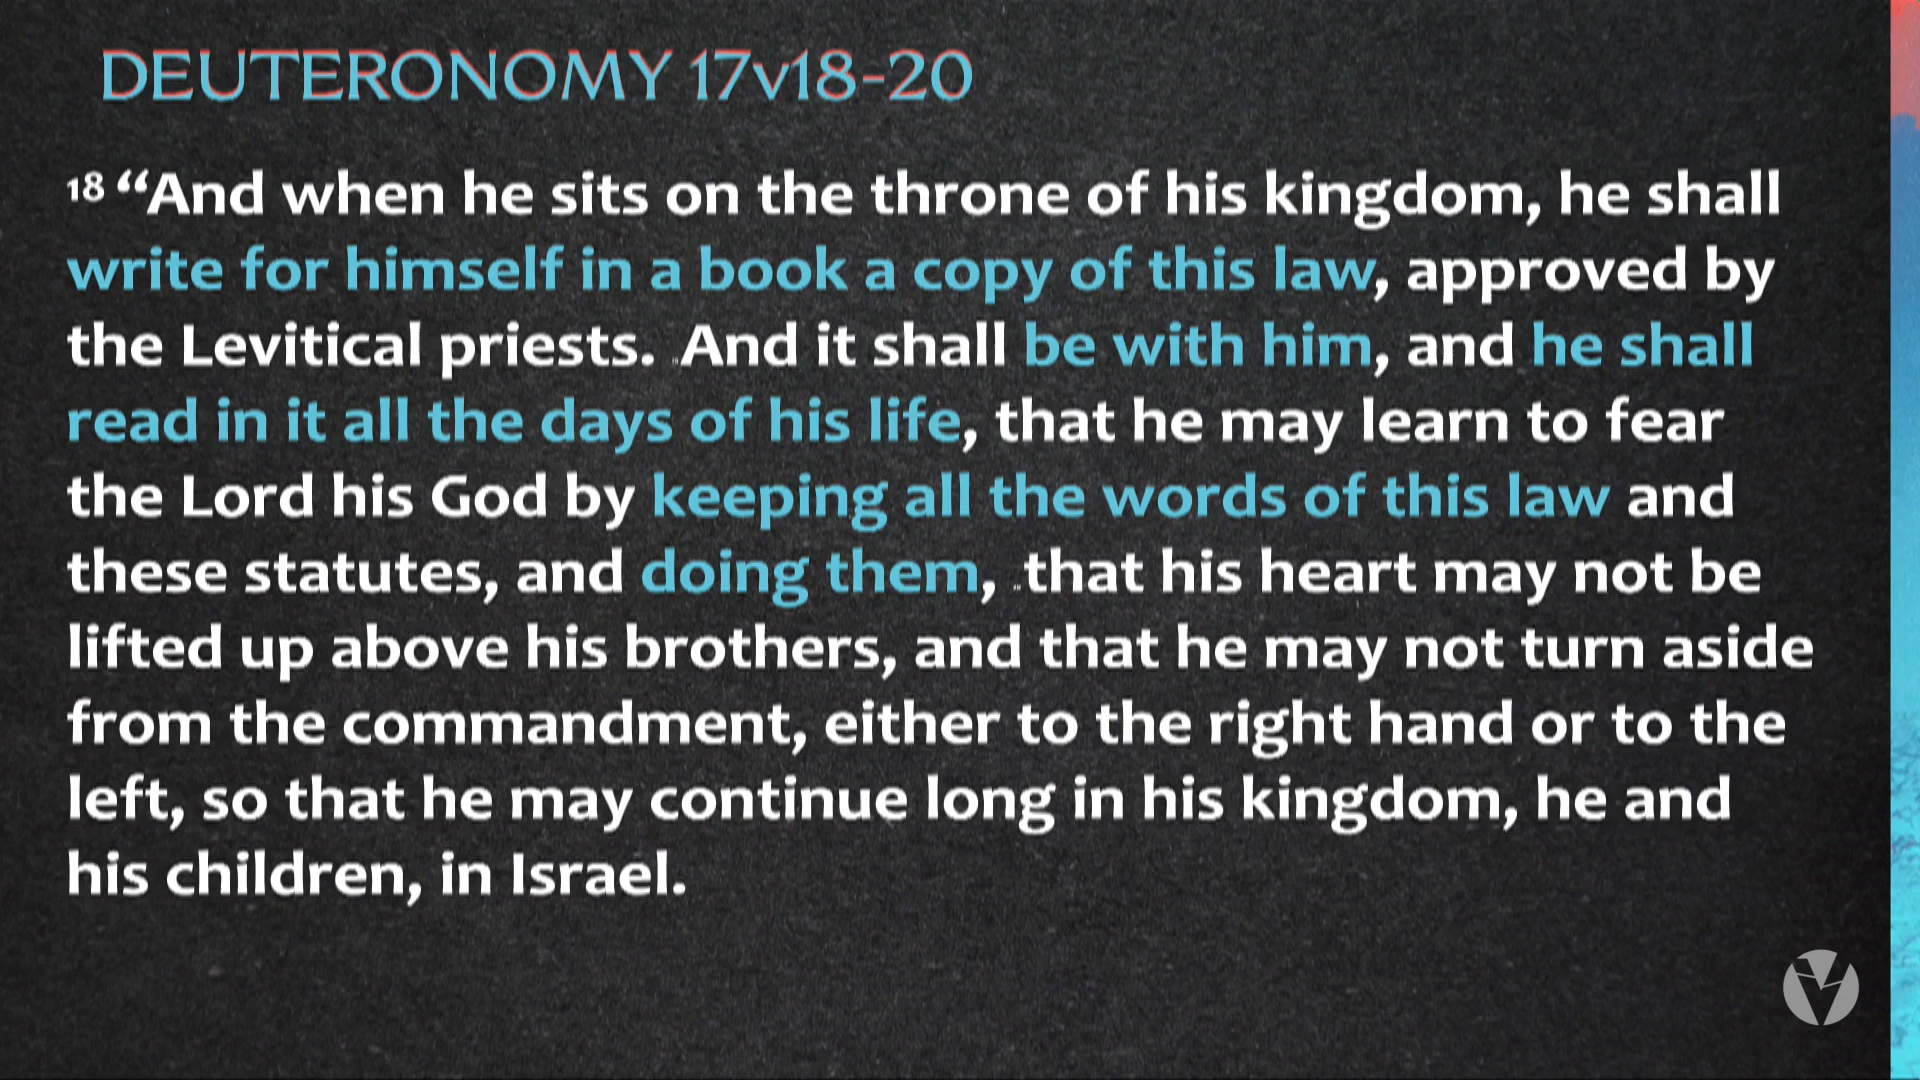 DEUTERONOMY 17v18-20
18 “And when he sits on the throne of his kingdom, he shall
write for himself in a book a copy of this law, approved by
the Levitical priests. And it shall be with him, and he shall
read in it all the days of his life, that he may learn to fear
the Lord his God by keeping all the words of this law and
these statutes, and doing them, that his heart may not be
lifted up above his brothers, and that he may not turn aside
from the commandment, either to the right hand or to the
left, so that he may continue long in his kingdom, he and
his children, in Israel.